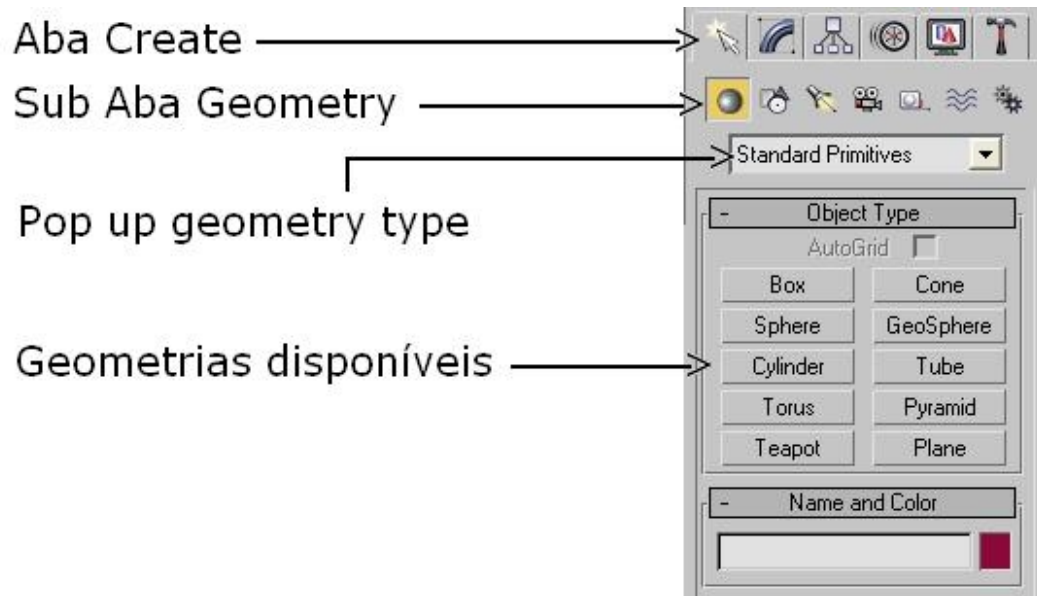 Aba Create
Sub Aba Geometry
Standard Primitives
Pop up geometry type
- Object Type
AutoGrid
Box Cone
Sphere GeoSphere
Geometrias disponíveis
Cylinder Tube
Torus Pyramid
Teapot Plane
- Name and Color